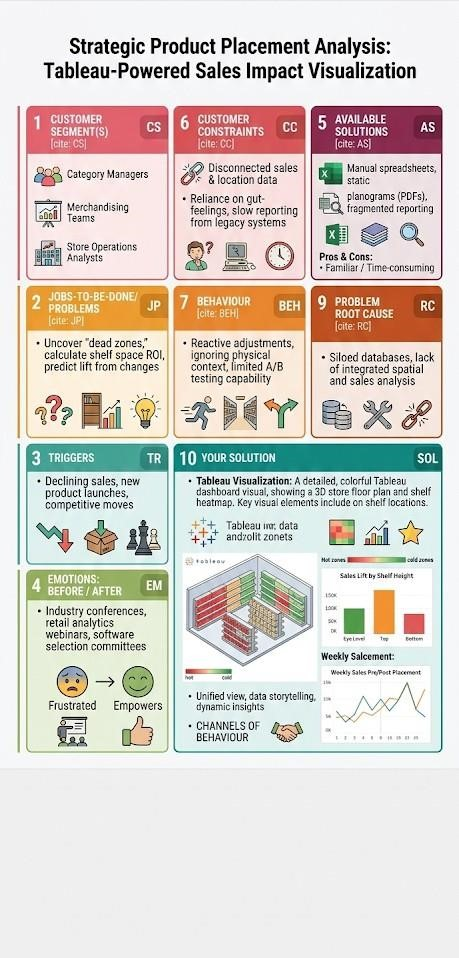 Strategic Product Placement Analysis:
Tableau-Powered Sales Impact Visualization
1 CUSTOMER
SEGMENT(S)
[cite: CS]
CS
Category Managers
Merchandising
Teams
Store Operations
Analysts
6 CUSTOMER
CONSTRAINTS
[cite: CC]
CC
Disconnected sales
& location data
• Reliance on gut-
feelings, slow reporting
from legacy systems
5 AVAILABLE
SOLUTIONS
[cite: AS]
AS
Manual spreadsheets,
static
planograms (PDFs),
fragmented reporting
Pros & Cons:
• Familiar / Time-consuming
2 JOBS-TO-BE-DONE/
PROBLEMS
[cite: JP]
JP
• Uncover "dead zones,"
calculate shelf space ROI,
predict lift from changes
7 BEHAVIOUR
[cite: BEH]
BEH
• Reactive adjustments,
ignoring physical
context, limited A/B
testing capability
9 PROBLEM
ROOT CAUSE
[cite: RC]
RC
• Siloed databases, lack
of integrated spatial
and sales analysis
3 TRIGGERS
TR
• Declining sales, new
product launches,
competitive moves
4 EMOTIONS:
BEFORE / AFTER
EM
• Industry conferences,
retail analytics
webinars, software
selection committees
Frustrated
Empowers
10 YOUR SOLUTION
SOL
• Tableau Visualization: A detailed, colorful Tableau
dashboard visual, showing a 3D store floor plan and shelf
heatmap. Key visual elements include on shelf locations.
Tableau data
zonets
tableau
hot
cold
Hot zones
cold zones
Sales Lift by Shelf Height
150K
100K
50K
0
Eye Level
Top
Bottom
Weekly Salcement:
Weekly Sales Pre/Post Placement
15k
10k
5k
0%
• Unified view, data storytelling,
dynamic insights
• CHANNELS OF
BEHAVIOUR